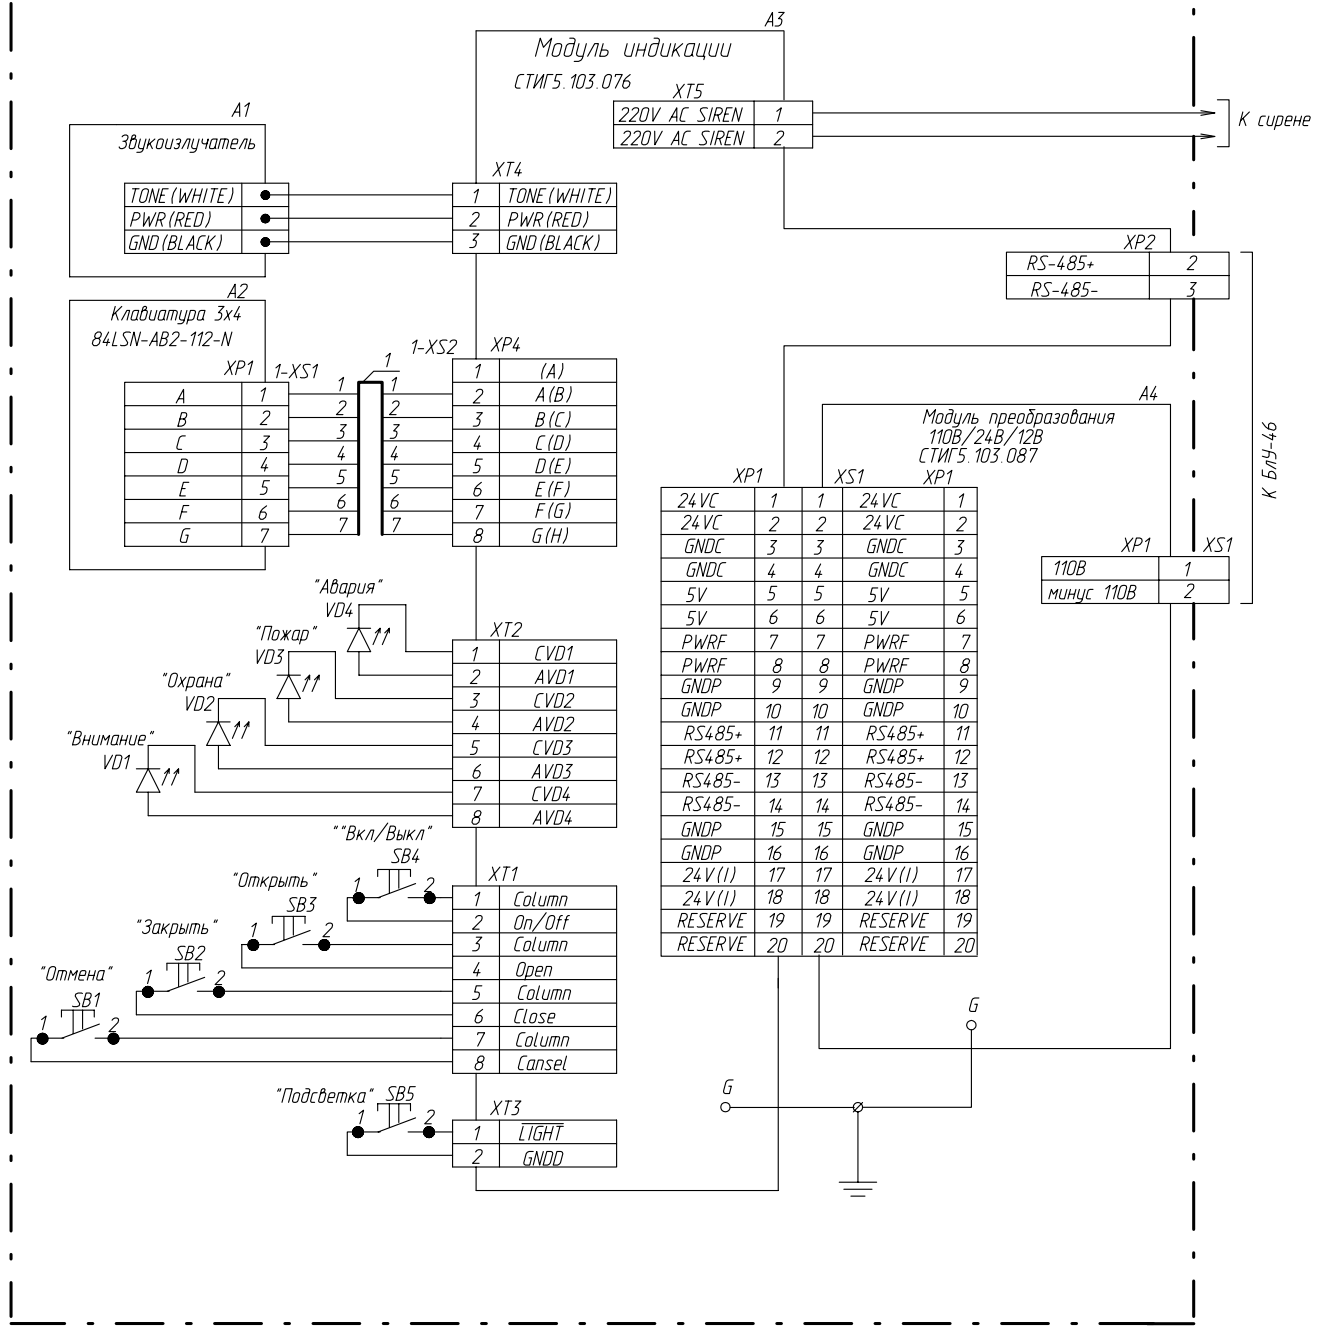 A3
Модуль индикации
СТИГ5.103.076
XT5
220V AC SIREN 1
220V AC SIREN 2
К сирене
A1
Звукоизлучатель
TONE(WHITE)
PWR(RED)
GND(BLACK)
XT4
1 TONE(WHITE)
2 PWR(RED)
3 GND(BLACK)
XP2
RS-485+ 2
RS-485- 3
К БлУ-46
A2
Клавиатура 3х4
84LSN-AB2-112-N
XP1 1-XS1
A 1
B 2
C 3
D 4
E 5
F 6
G 7
1
1 1
2 2
3 3
4 4
5 5
6 6
7 7
1-XS2 XP4
1 (A)
2 A(B)
3 B(C)
4 C(D)
5 D(E)
6 E(F)
7 F(G)
8 G(H)
A4
Модуль преобразования
110В/24В/12В
СТИГ5.103.087
XP1 XS1 XP1
24VC 1 1 24VC 1
24VC 2 2 24VC 2
GNDC 3 3 GNDC 3
GNDC 4 4 GNDC 4
5V 5 5 5V 5
5V 6 6 5V 6
PWRF 7 7 PWRF 7
PWRF 8 8 PWRF 8
GNDP 9 9 GNDP 9
GNDP 10 10 GNDP 10
RS485+ 11 11 RS485+ 11
RS485+ 12 12 RS485+ 12
RS485- 13 13 RS485- 13
RS485- 14 14 RS485- 14
GNDP 15 15 GNDP 15
GNDP 16 16 GNDP 16
24V(I) 17 17 24V(I) 17
24V(I) 18 18 24V(I) 18
RESERVE 19 19 RESERVE 19
RESERVE 20 20 RESERVE 20
XP1 XS1
110В 1
минус 110В 2
"Авария"
VD4
"Пожар"
VD3
"Охрана"
VD2
"Внимание"
VD1
XT2
1 CVD1
2 AVD1
3 CVD2
4 AVD2
5 CVD3
6 AVD3
7 CVD4
8 AVD4
""Вкл/Выкл"
SB4
1 2
"Открыть"
SB3
1 2
"Закрыть"
SB2
1 2
"Отмена"
SB1
1 2
XT1
1 Column
2 On/Off
3 Column
4 Open
5 Column
6 Close
7 Column
8 Cansel
"Подсветка" SB5
1 2
XT3
1 LIGHT
2 GNDD
G
G